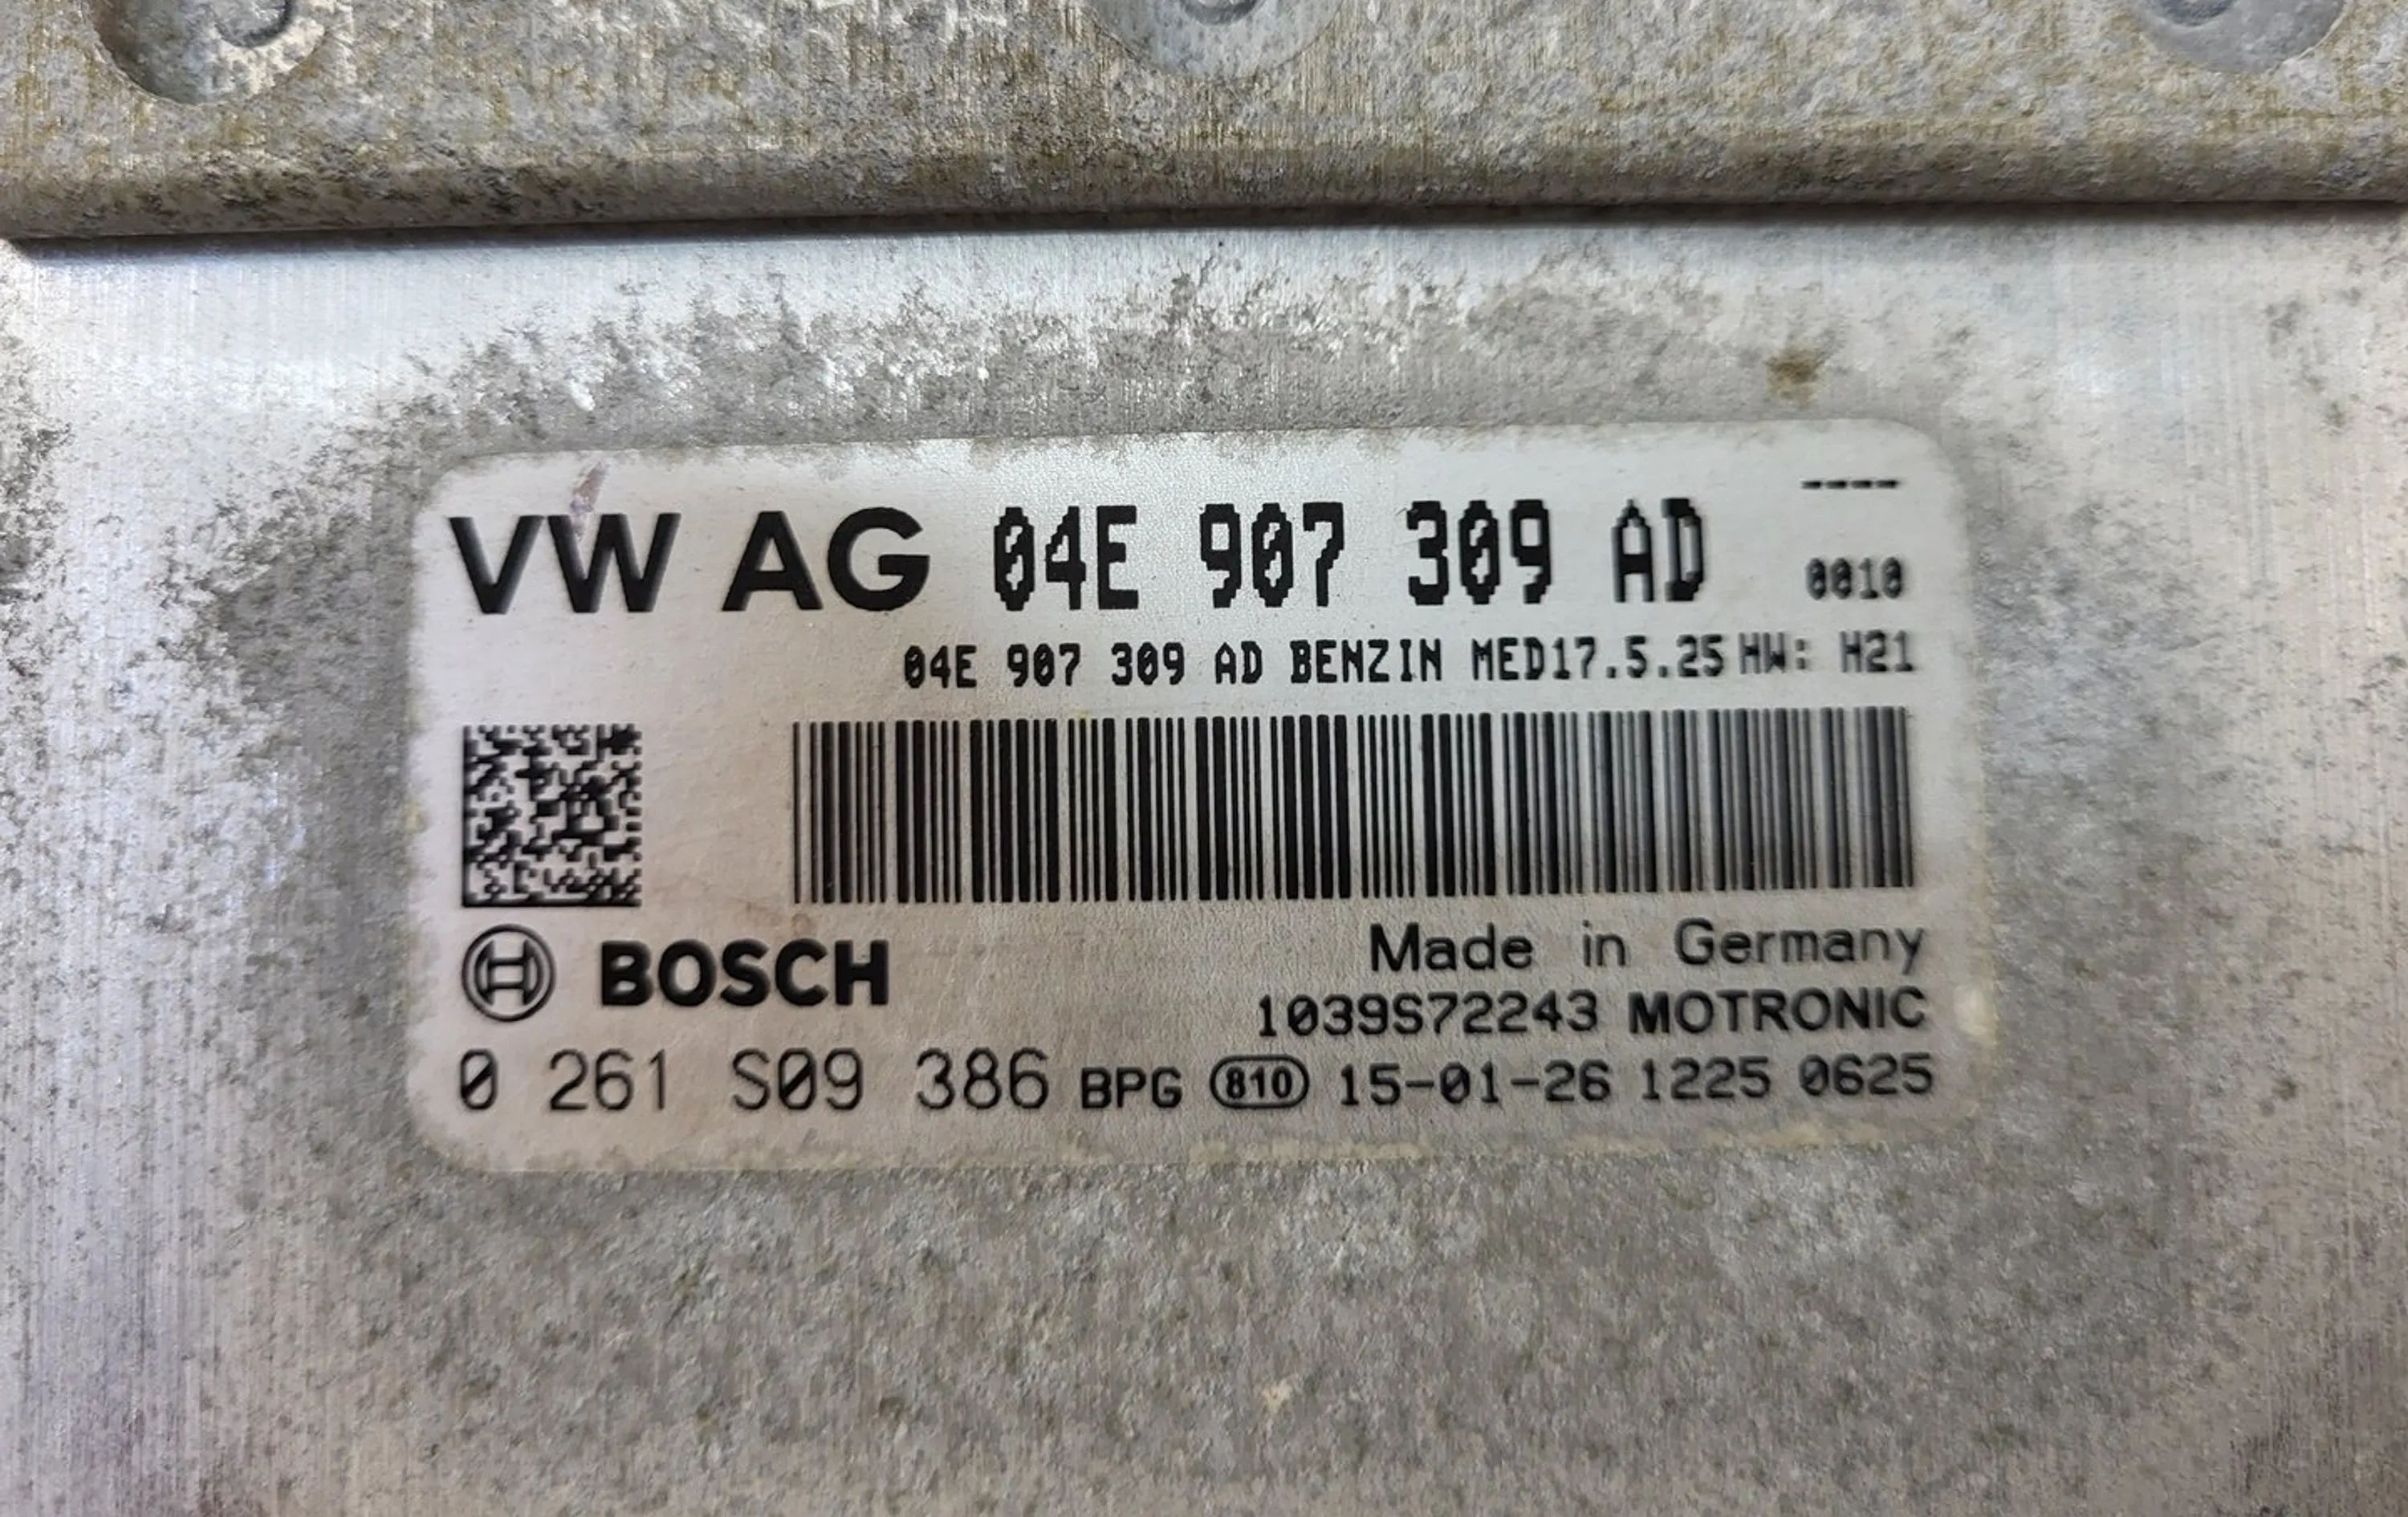 VW AG 04E 907 309 AD ----
0010
04E 907 309 AD BENZIN MED17.5.25 HW: H21
BOSCH
Made in Germany
1039S72243 MOTRONIC
0 261 S09 386 BPG 810 15-01-26 1225 0625